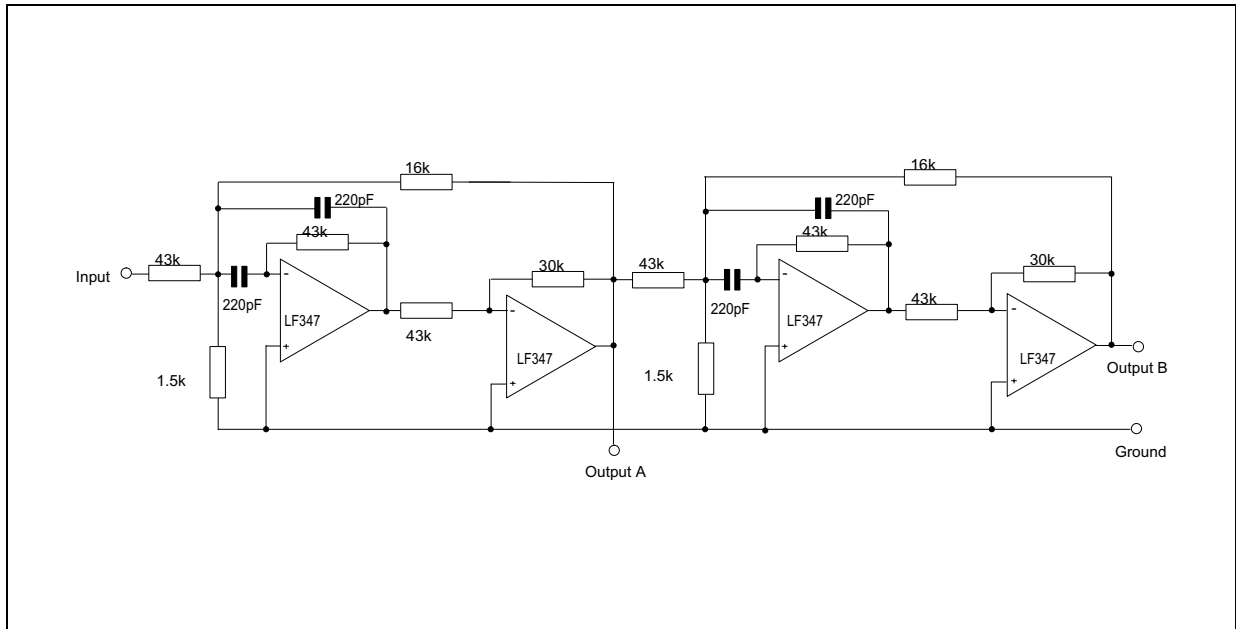 16k
16k
220pF
220pF
43k
43k
43k
30k
43k
30k
Input
220pF
220pF
43k
LF347
43k
LF347
LF347
LF347
1.5k
1.5k
Output B
Output A
Ground